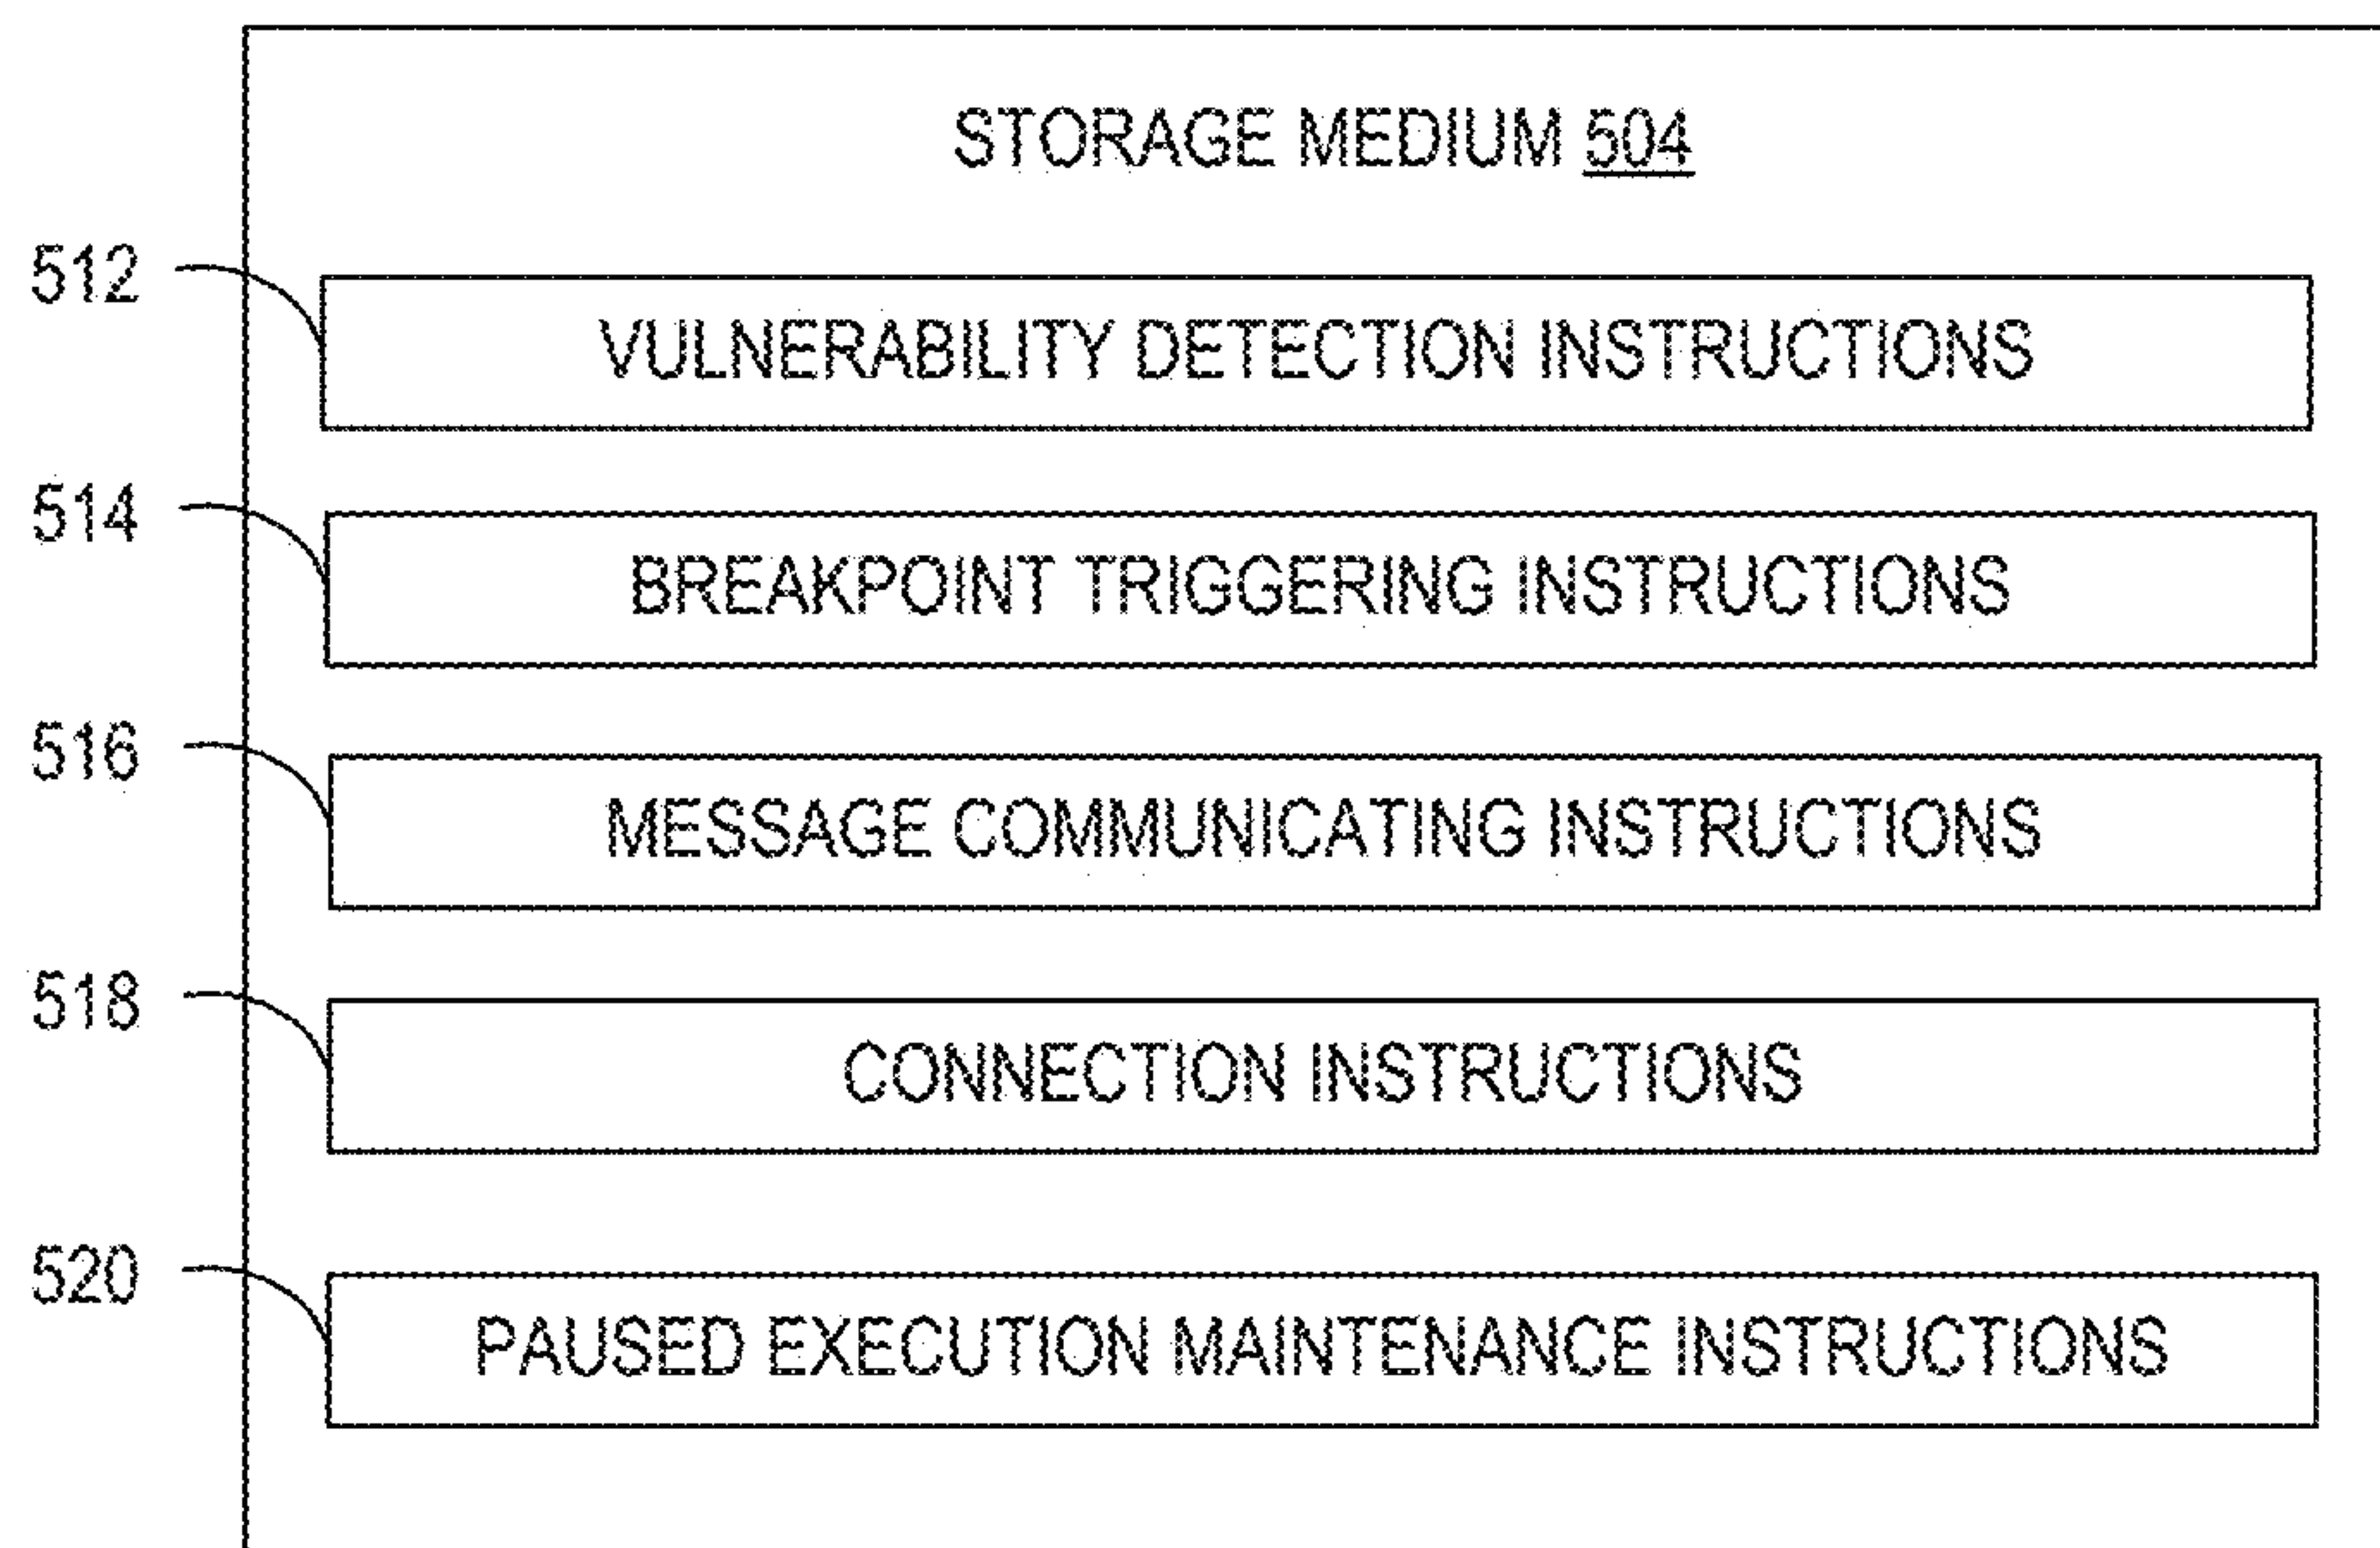 STORAGE MEDIUM 504
512
VULNERABILITY DETECTION INSTRUCTIONS
514
BREAKPOINT TRIGGERING INSTRUCTIONS
516
MESSAGE COMMUNICATING INSTRUCTIONS
518
CONNECTION INSTRUCTIONS
520
PAUSED EXECUTION MAINTENANCE INSTRUCTIONS